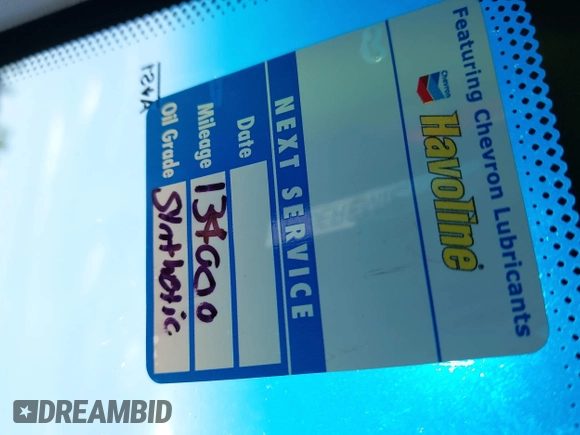 Featuring Chevron Lubricants
Chevron
Havoline
NEXT SERVICE
Date
Mileage 134000
Oil Grade Synthetic
DREAMBID